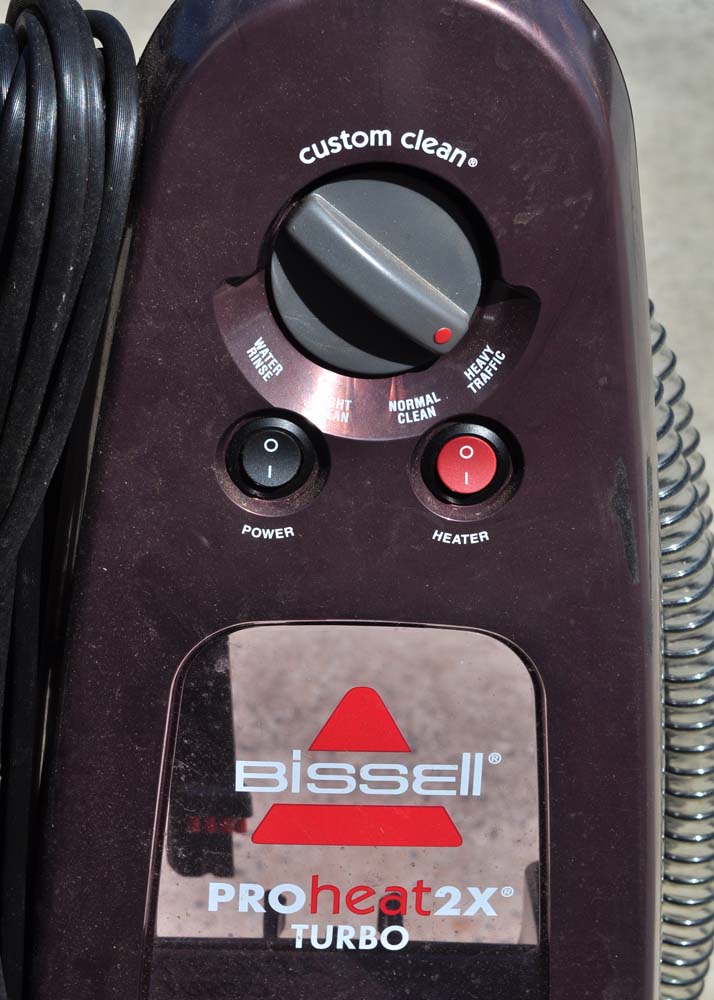 custom clean®
WATER
RINSE
NORMAL
CLEAN
HEAVY
TRAFFIC
O
I
O
I
POWER
HEATER
BISSELL®
PROheat2X®
TURBO